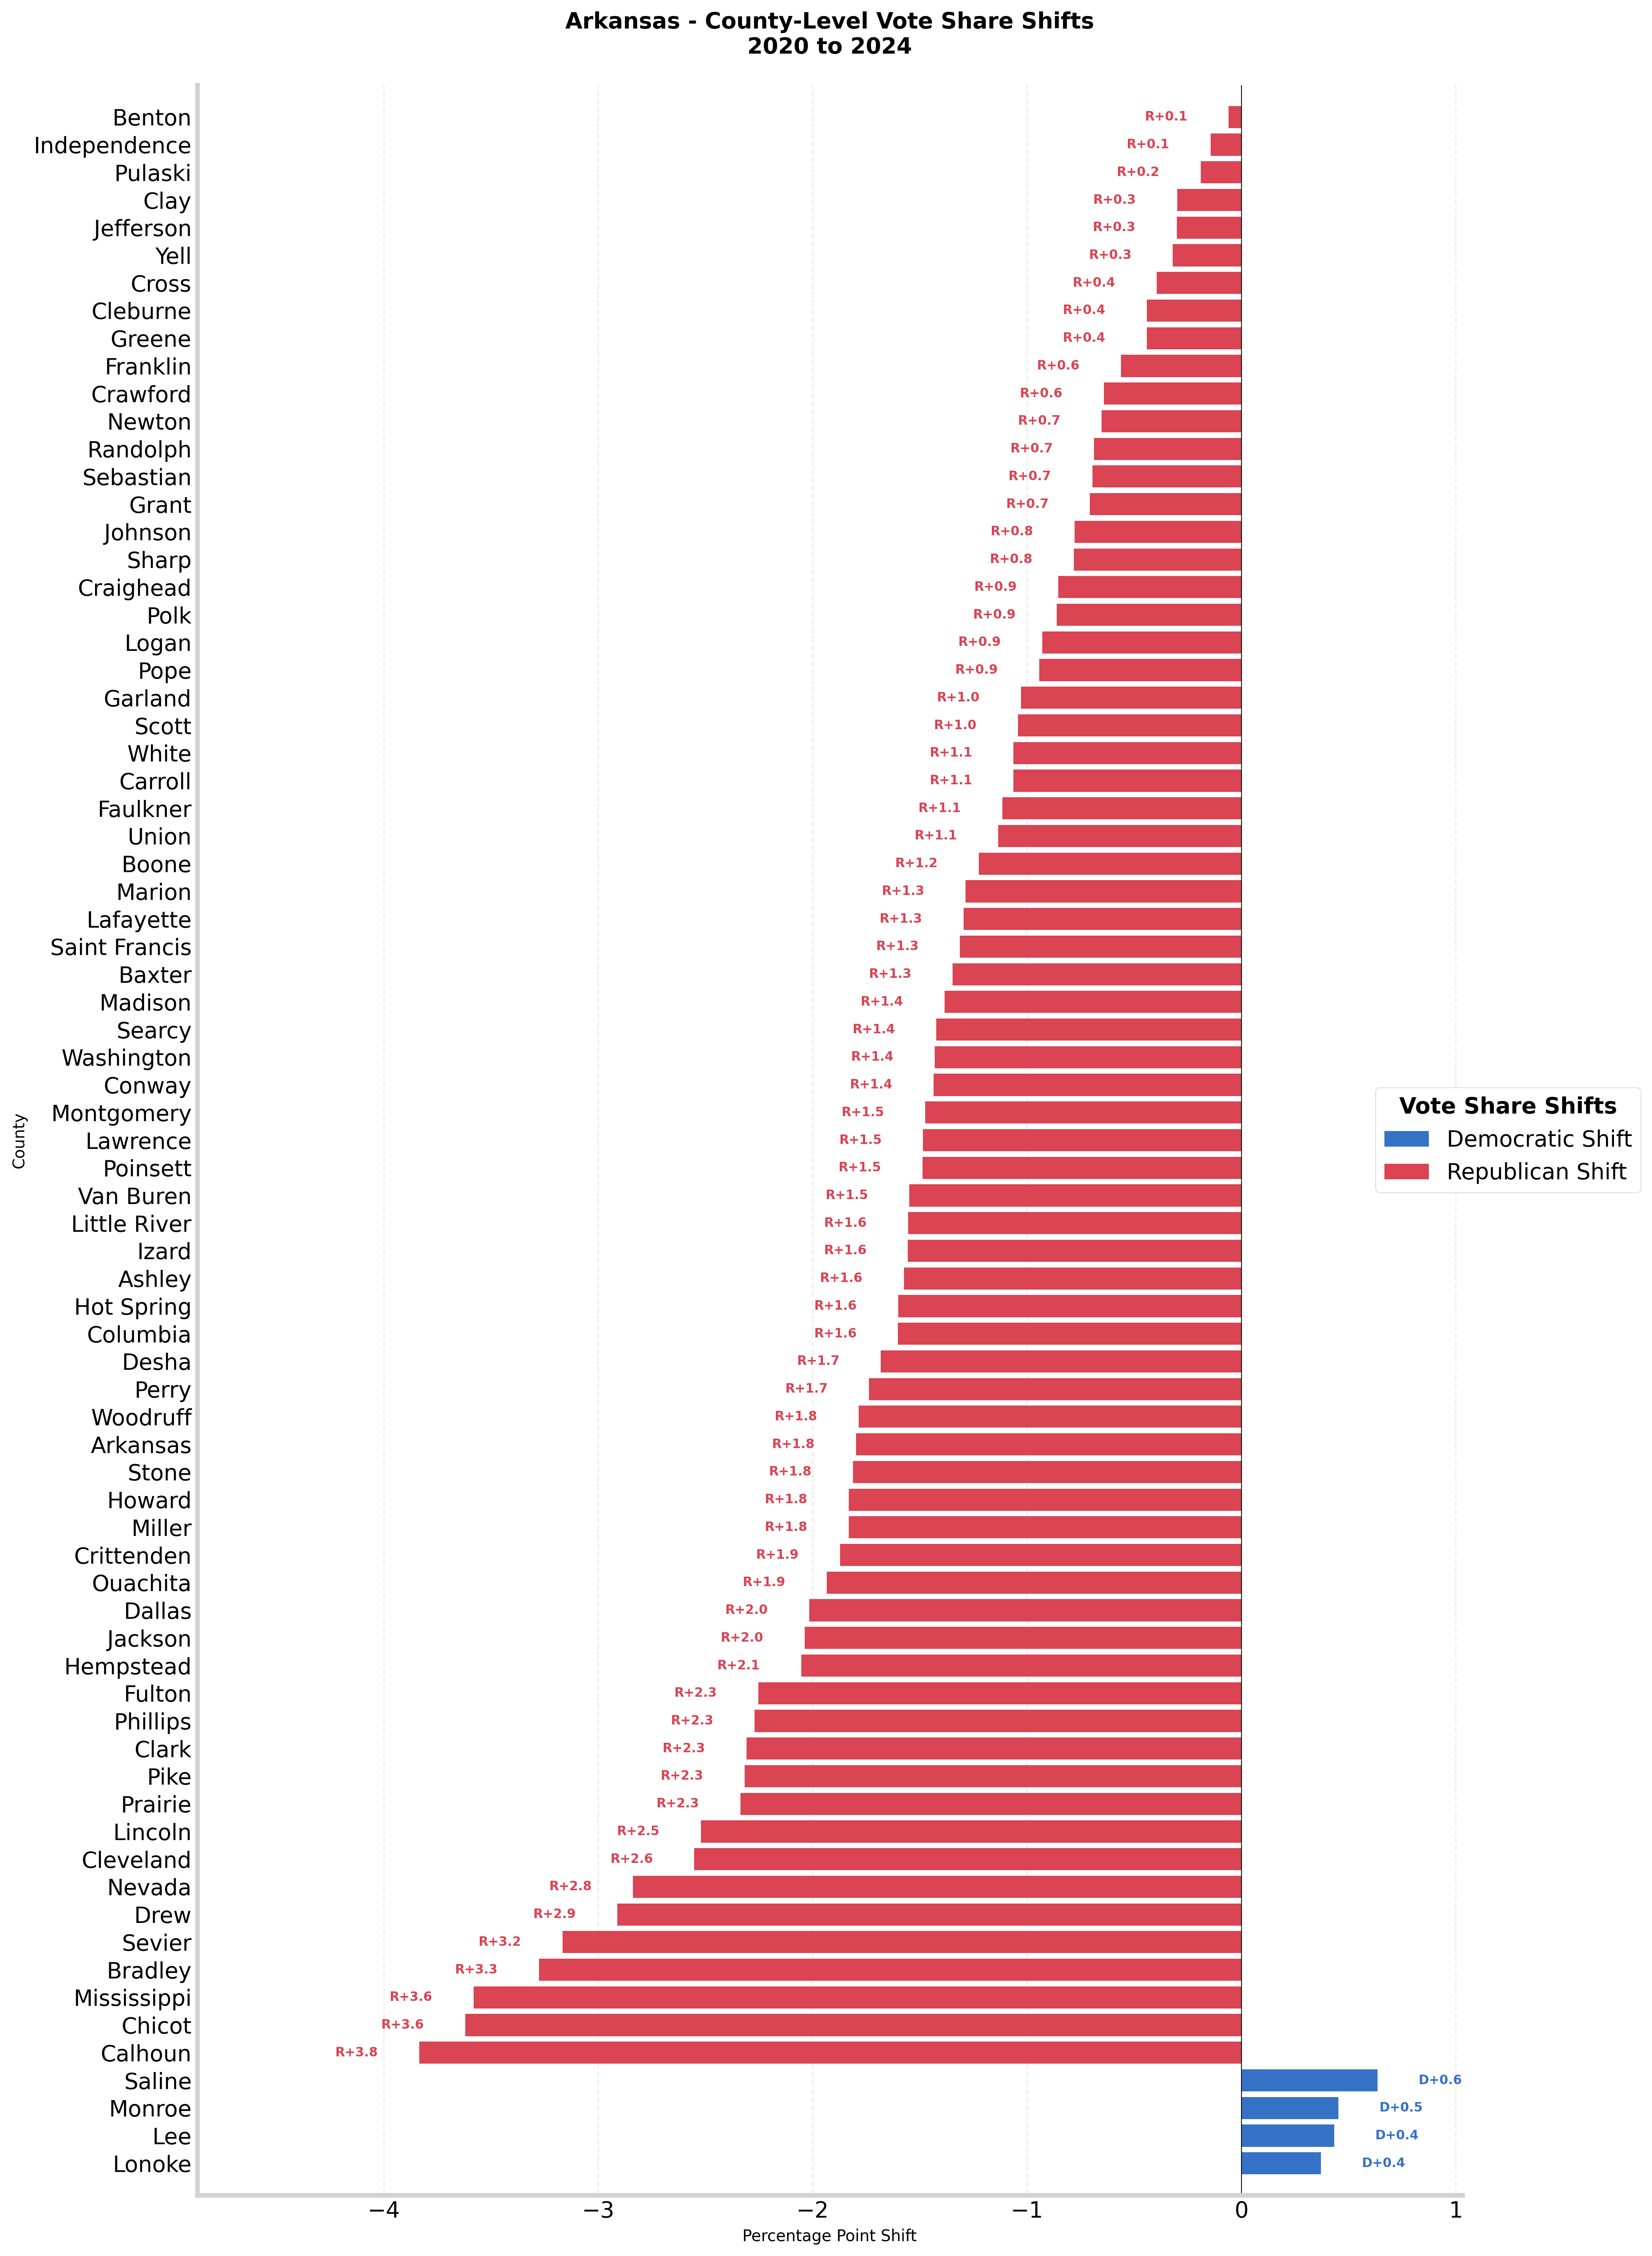 Arkansas - County-Level Vote Share Shifts
2020 to 2024
Benton R+0.1
Independence R+0.1
Pulaski R+0.2
Clay R+0.3
Jefferson R+0.3
Yell R+0.3
Cross R+0.4
Cleburne R+0.4
Greene R+0.4
Franklin R+0.6
Crawford R+0.6
Newton R+0.7
Randolph R+0.7
Sebastian R+0.7
Grant R+0.7
Johnson R+0.8
Sharp R+0.8
Craighead R+0.9
Polk R+0.9
Logan R+0.9
Pope R+0.9
Garland R+1.0
Scott R+1.0
White R+1.1
Carroll R+1.1
Faulkner R+1.1
Union R+1.1
Boone R+1.2
Marion R+1.3
Lafayette R+1.3
Saint Francis R+1.3
Baxter R+1.3
Madison R+1.4
Searcy R+1.4
Washington R+1.4
Conway R+1.4
Montgomery R+1.5
Lawrence R+1.5
Poinsett R+1.5
Van Buren R+1.5
Little River R+1.6
Izard R+1.6
Ashley R+1.6
Hot Spring R+1.6
Columbia R+1.6
Desha R+1.7
Perry R+1.7
Woodruff R+1.8
Arkansas R+1.8
Stone R+1.8
Howard R+1.8
Miller R+1.8
Crittenden R+1.9
Ouachita R+1.9
Dallas R+2.0
Jackson R+2.0
Hempstead R+2.1
Fulton R+2.3
Phillips R+2.3
Clark R+2.3
Pike R+2.3
Prairie R+2.3
Lincoln R+2.5
Cleveland R+2.6
Nevada R+2.8
Drew R+2.9
Sevier R+3.2
Bradley R+3.3
Mississippi R+3.6
Chicot R+3.6
Calhoun R+3.8
Saline D+0.6
Monroe D+0.5
Lee D+0.4
Lonoke D+0.4
County
Vote Share Shifts
Democratic Shift
Republican Shift
−4 −3 −2 −1 0 1
Percentage Point Shift